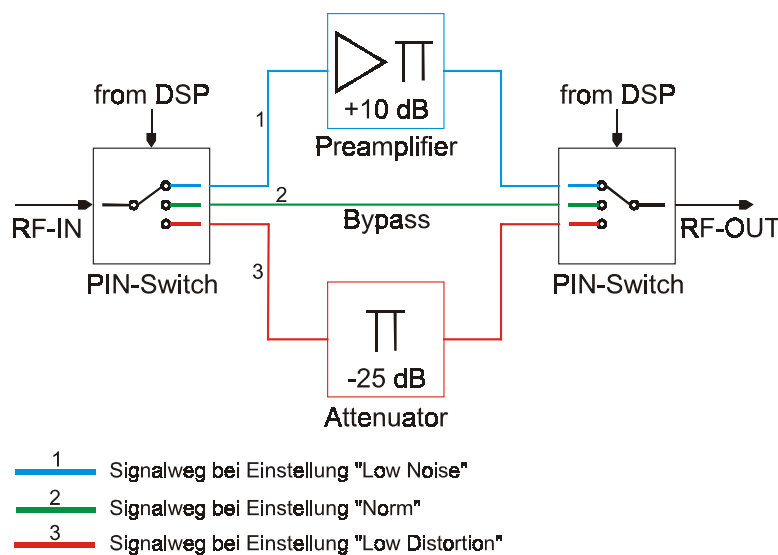 from DSP
1
+10 dB
Preamplifier
from DSP
RF-IN
2
Bypass
RF-OUT
PIN-Switch
3
PIN-Switch
-25 dB
Attenuator
1 Signalweg bei Einstellung "Low Noise"
2 Signalweg bei Einstellung "Norm"
3 Signalweg bei Einstellung "Low Distortion"